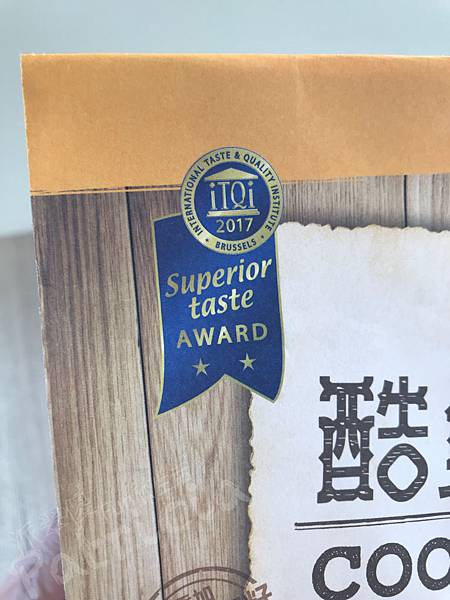 INTERNATIONAL TASTE & QUALITY INSTITUTE
iTQi
2017
• BRUSSELS •
Superior
taste
AWARD
酷
COO